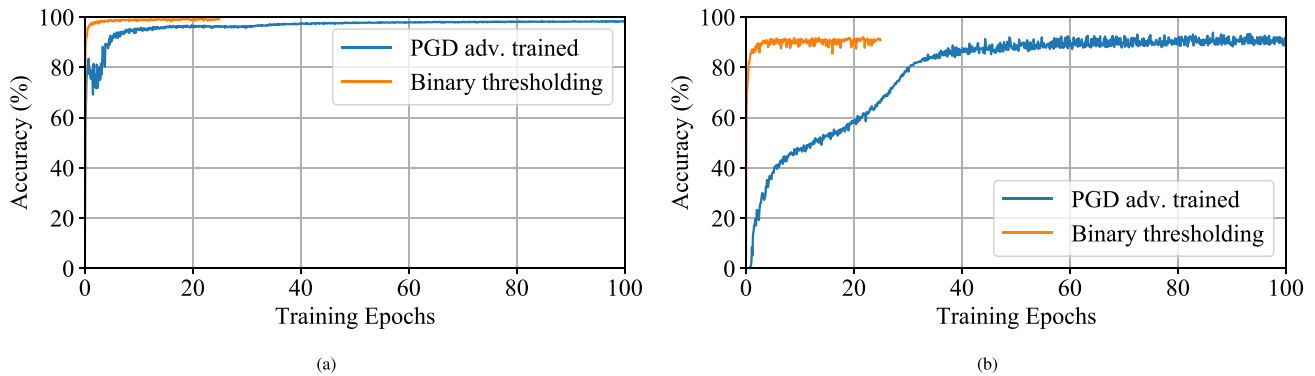 100
80
60
40
20
0
Accuracy (%)
PGD adv. trained
Binary thresholding
0 20 40 60 80 100
Training Epochs
(a)
100
80
60
40
20
0
Accuracy (%)
PGD adv. trained
Binary thresholding
0 20 40 60 80 100
Training Epochs
(b)